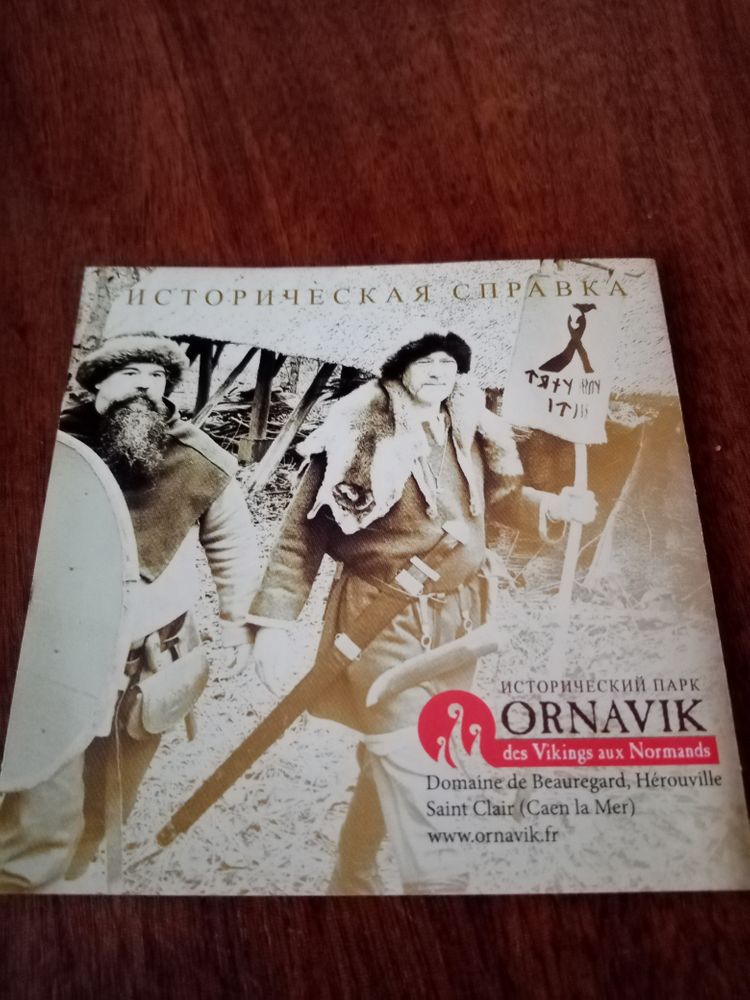 ИСТОРИЧЕСКАЯ СПРАВКА
ИСТОРИЧЕСКИЙ ПАРК
ORNAVIK
des Vikings aux Normands
Domaine de Beauregard, Hérouville
Saint Clair (Caen la Mer)
www.ornavik.fr